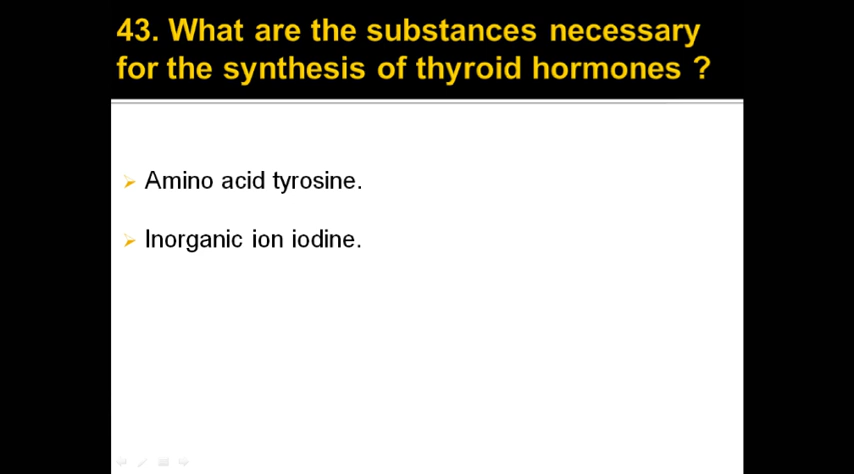 43. What are the substances necessary
for the synthesis of thyroid hormones ?
Amino acid tyrosine.
Inorganic ion iodine.